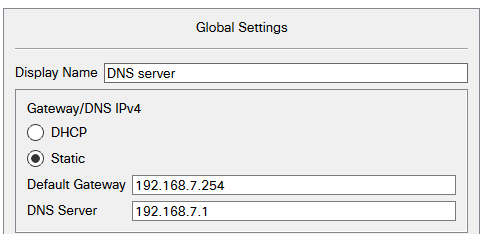 Global Settings
Display Name DNS server
Gateway/DNS IPv4
DHCP
Static
Default Gateway 192.168.7.254
DNS Server 192.168.7.1